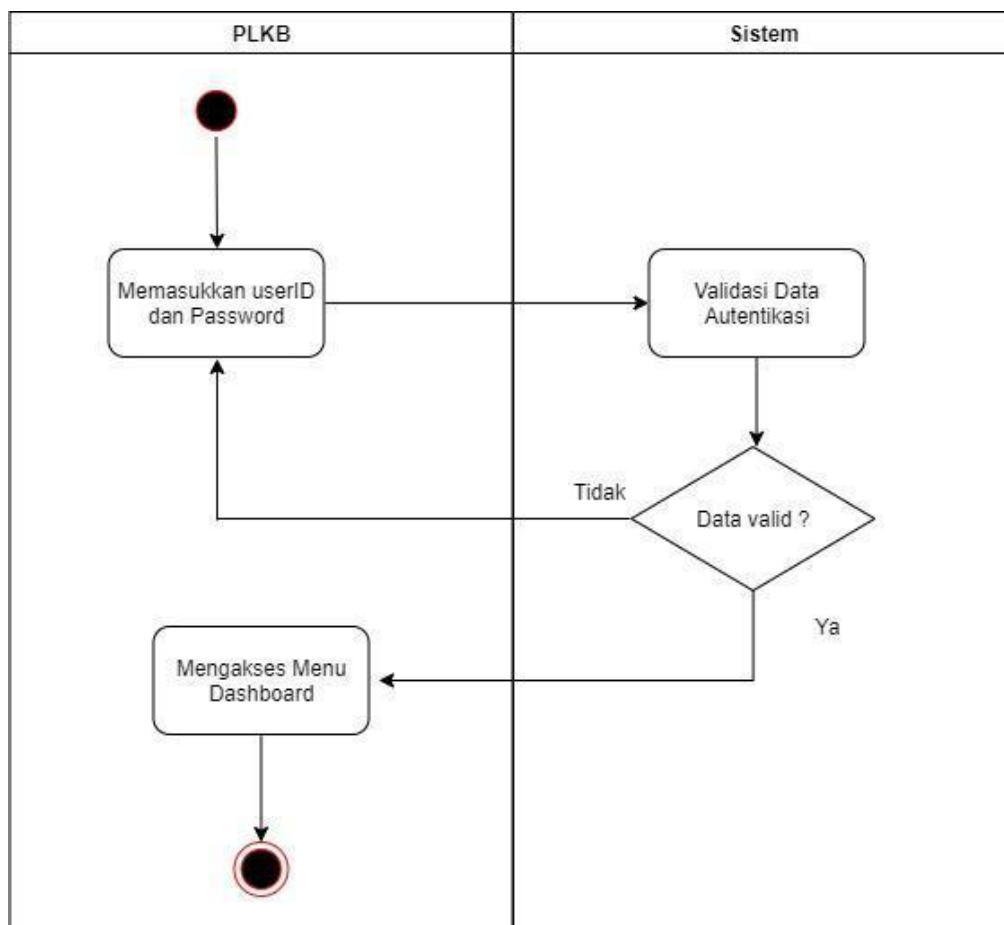 PLKB
Sistem
Memasukkan userID
dan Password
Validasi Data
Autentikasi
Tidak
Data valid ?
Ya
Mengakses Menu
Dashboard